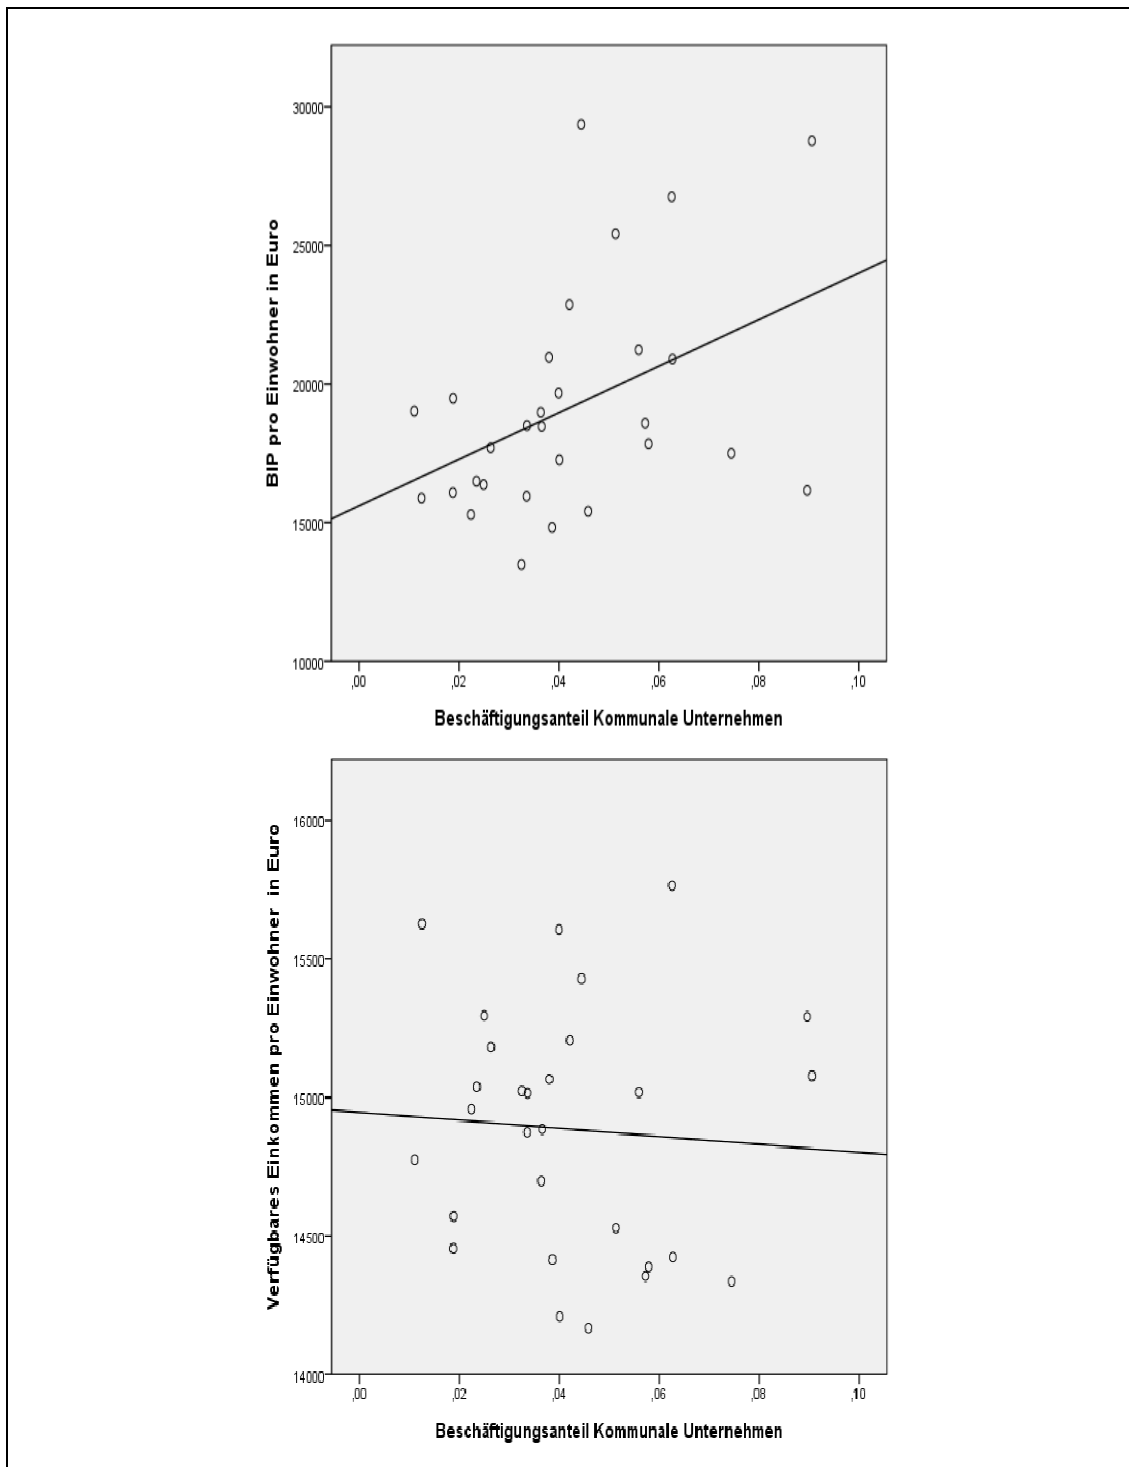 30000
25000
20000
15000
10000
BIP pro Einwohner in Euro
,00 ,02 ,04 ,06 ,08 ,10
Beschäftigungsanteil Kommunale Unternehmen
16000
15500
15000
14500
14000
Verfügbares Einkommen pro Einwohner in Euro
,00 ,02 ,04 ,06 ,08 ,10
Beschäftigungsanteil Kommunale Unternehmen